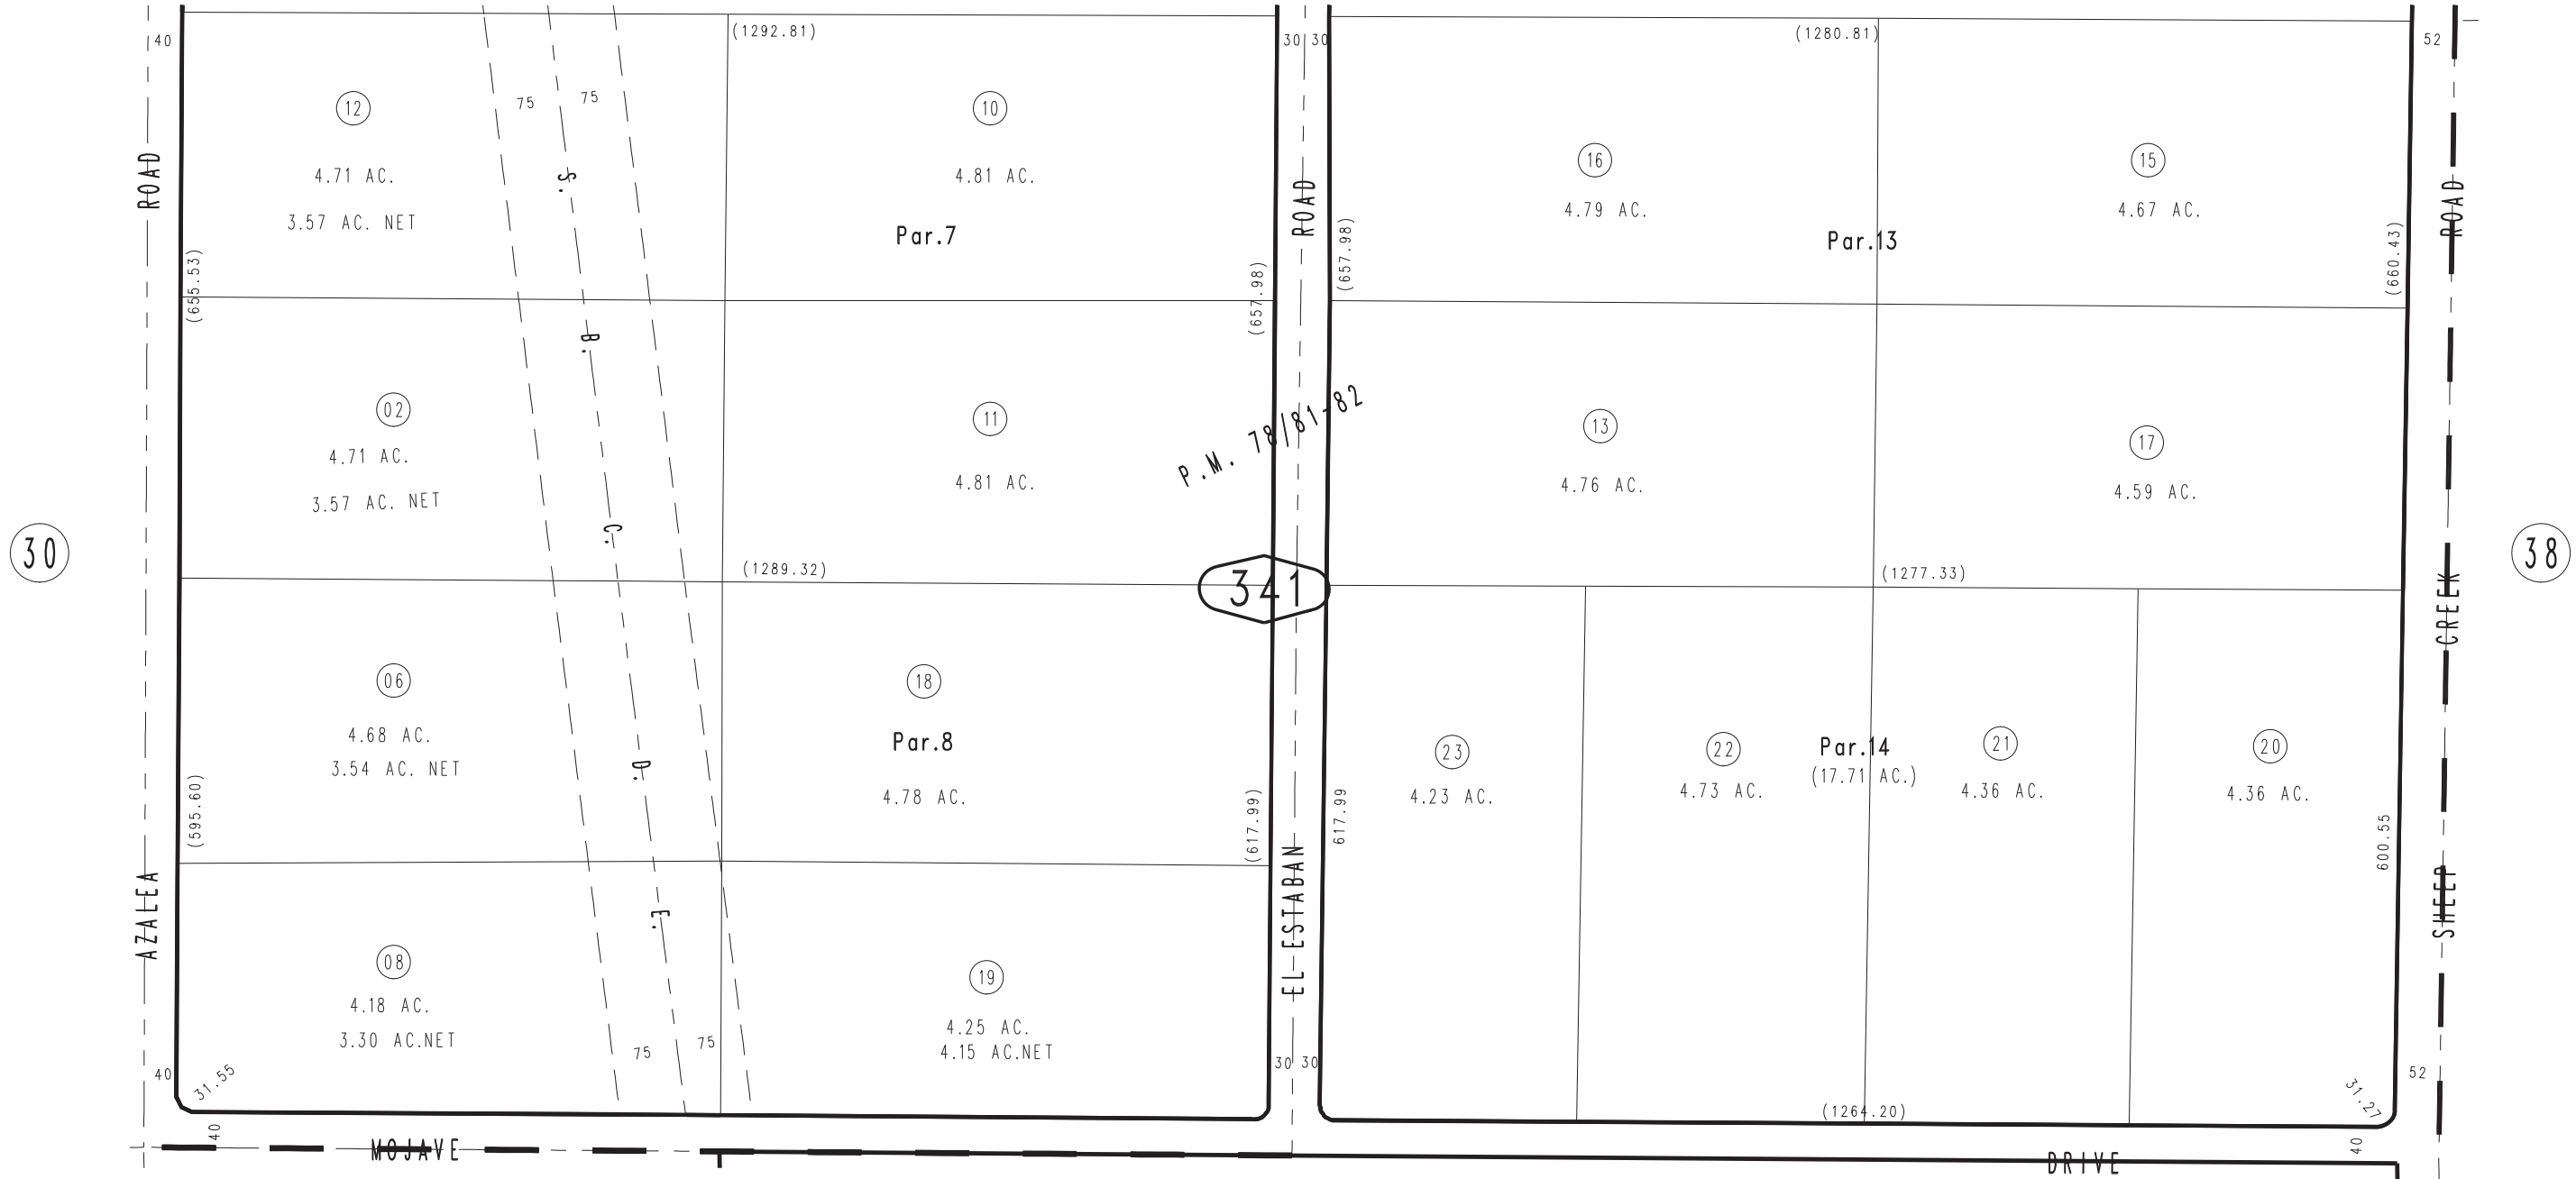 40
(1292.81)
30
30
(1280.81)
52
12
75
75
10
4.71 AC.
4.81 AC.
3.57 AC. NET
Par.7
16
15
4.79 AC.
4.67 AC.
Par.13
(655.53)
(657.98)
(657.98)
(660.43)
02
11
4.71 AC.
4.81 AC.
3.57 AC. NET
P.M. 78/81-82
13
17
4.76 AC.
4.59 AC.
30
38
(1289.32)
341
(1277.33)
06
18
4.68 AC.
Par.8
3.54 AC. NET
4.78 AC.
23
22
Par.14
21
20
4.23 AC.
4.73 AC.
(17.71 AC.)
4.36 AC.
4.36 AC.
(595.60)
(617.99)
617.99
600.55
08
19
4.18 AC.
4.25 AC.
3.30 AC.NET
4.15 AC.NET
75
75
30
30
40
31.55
52
31.27
(1264.20)
40
40
S. B. C. D. E.
AZALEA ROAD
EL ESTABAN ROAD
SHEEP CREEK ROAD
MOJAVE DRIVE